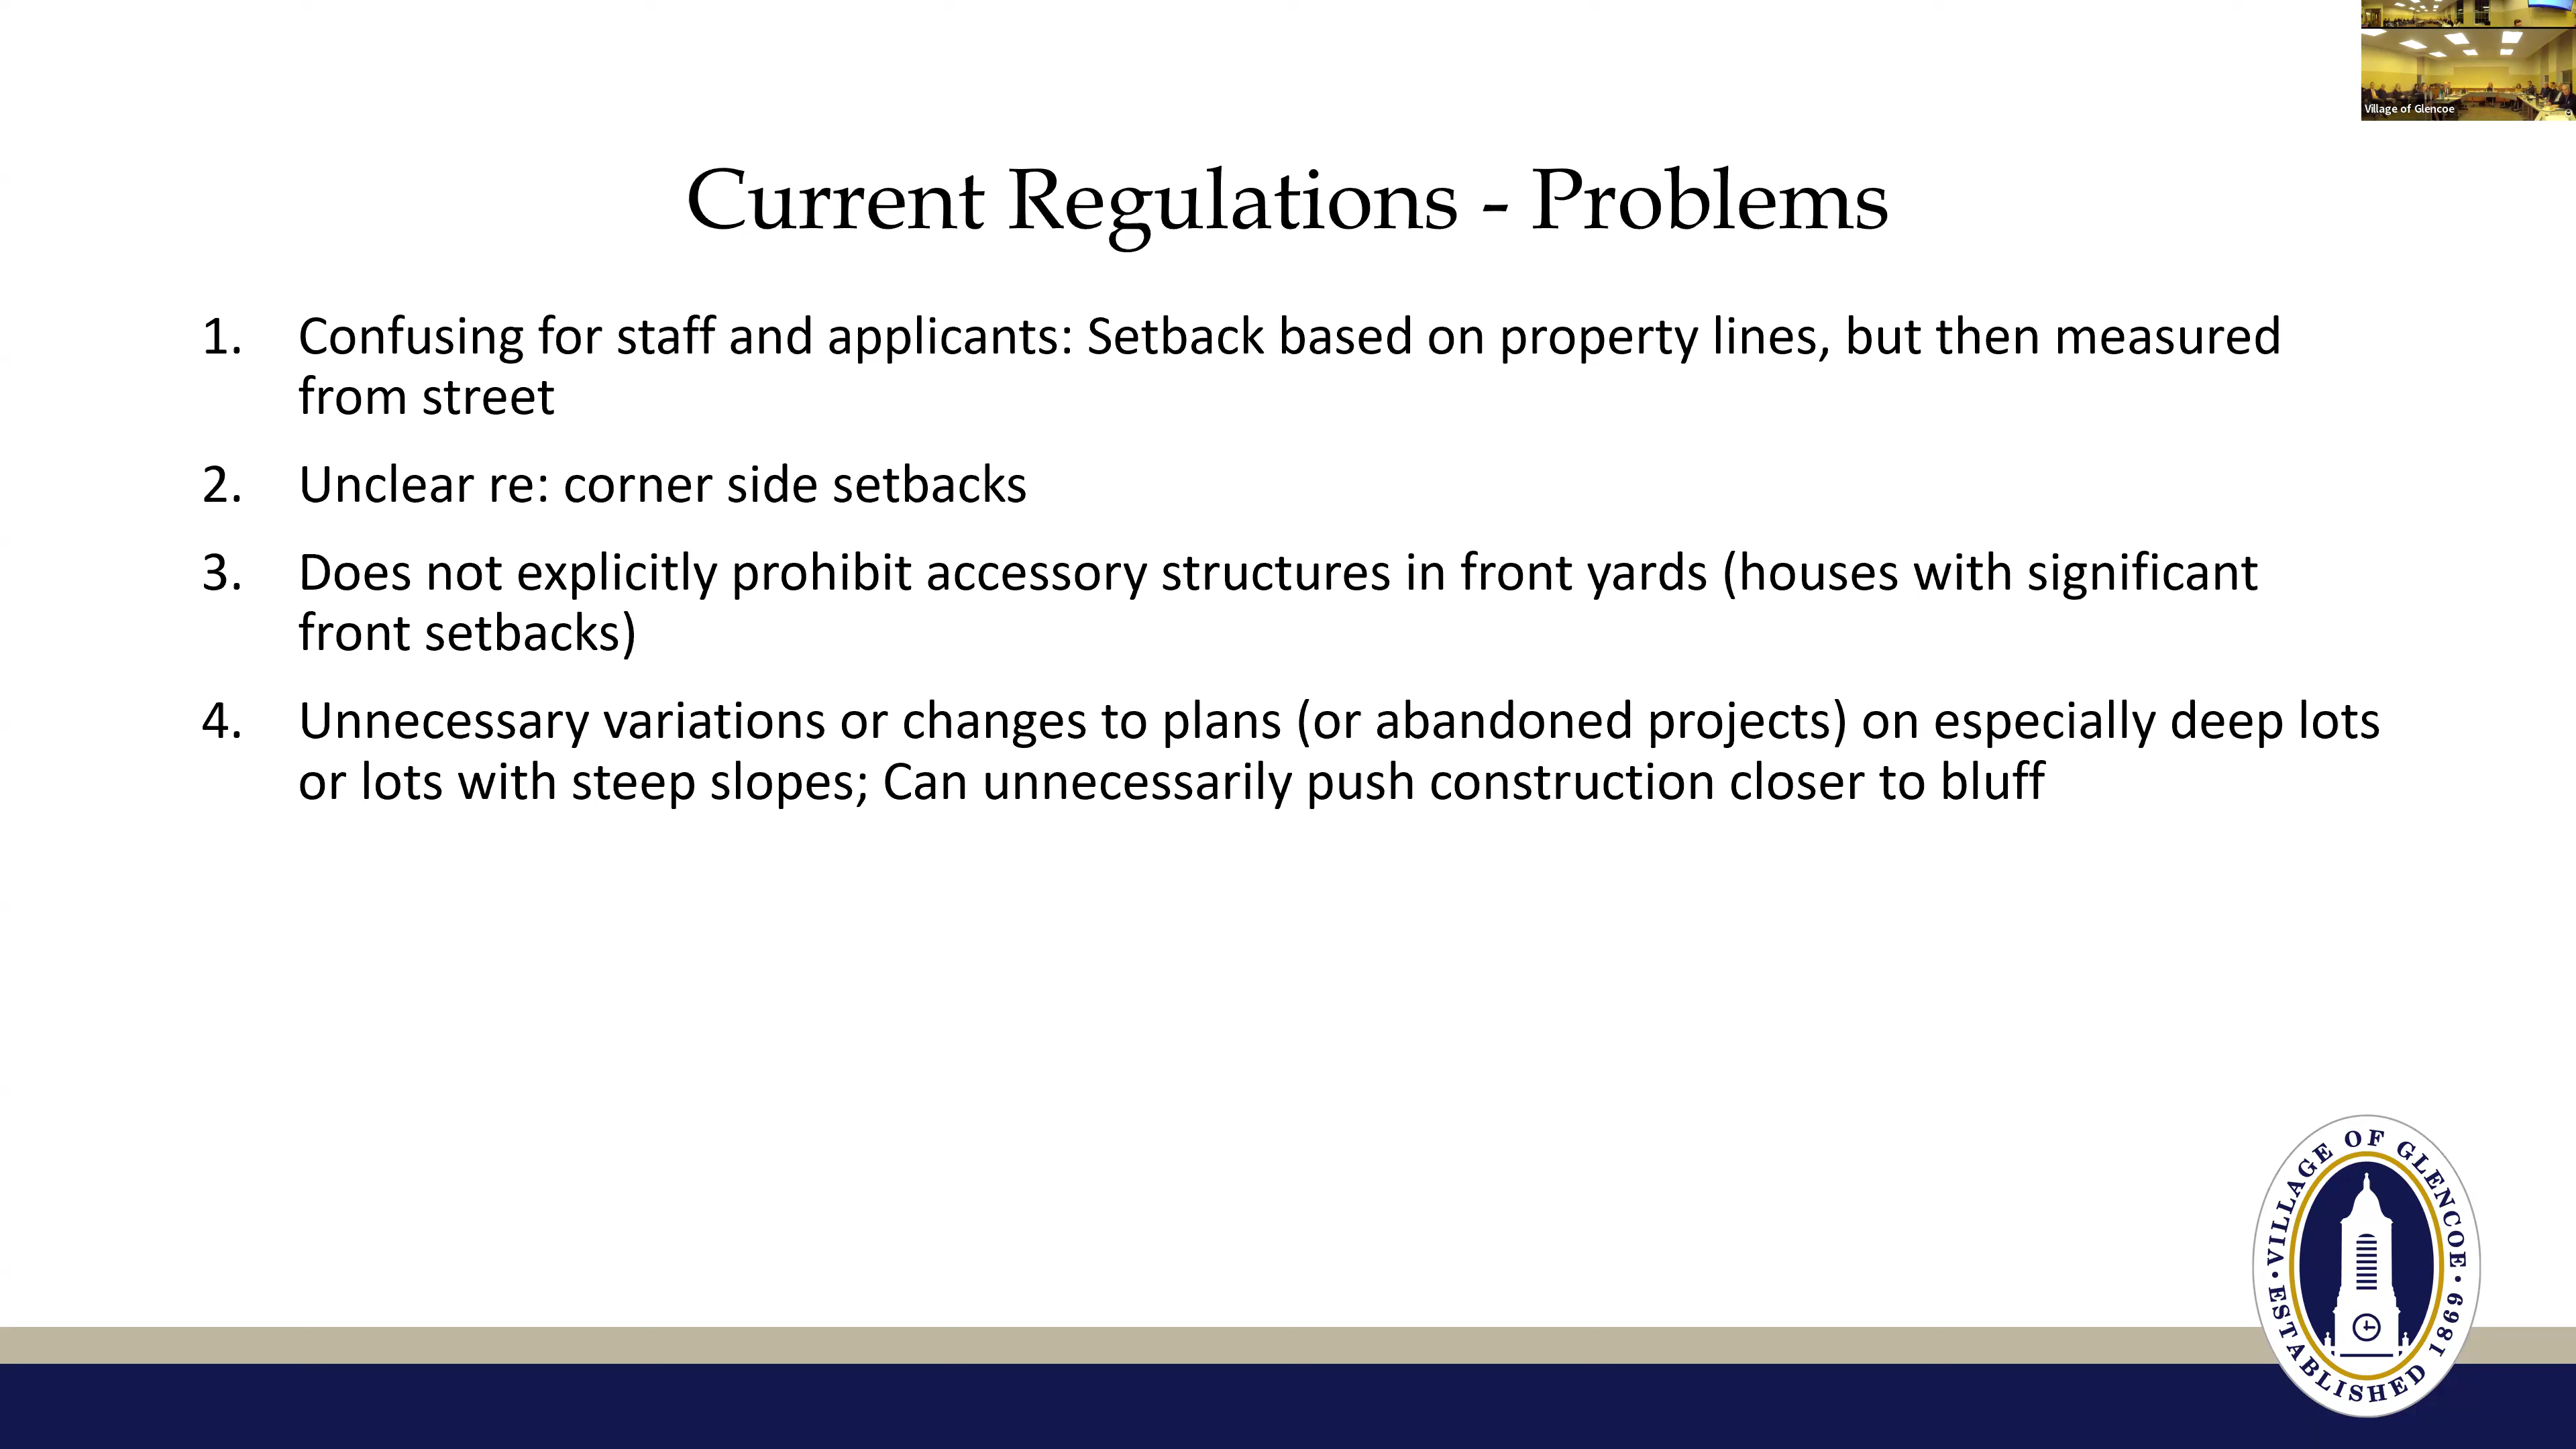 Village of Glencoe
Current Regulations - Problems
1. Confusing for staff and applicants: Setback based on property lines, but then measured
from street
2. Unclear re: corner side setbacks
3. Does not explicitly prohibit accessory structures in front yards (houses with significant
front setbacks)
4. Unnecessary variations or changes to plans (or abandoned projects) on especially deep lots
or lots with steep slopes; Can unnecessarily push construction closer to bluff
VILLAGE OF GLENCOE • ESTABLISHED 1869 •